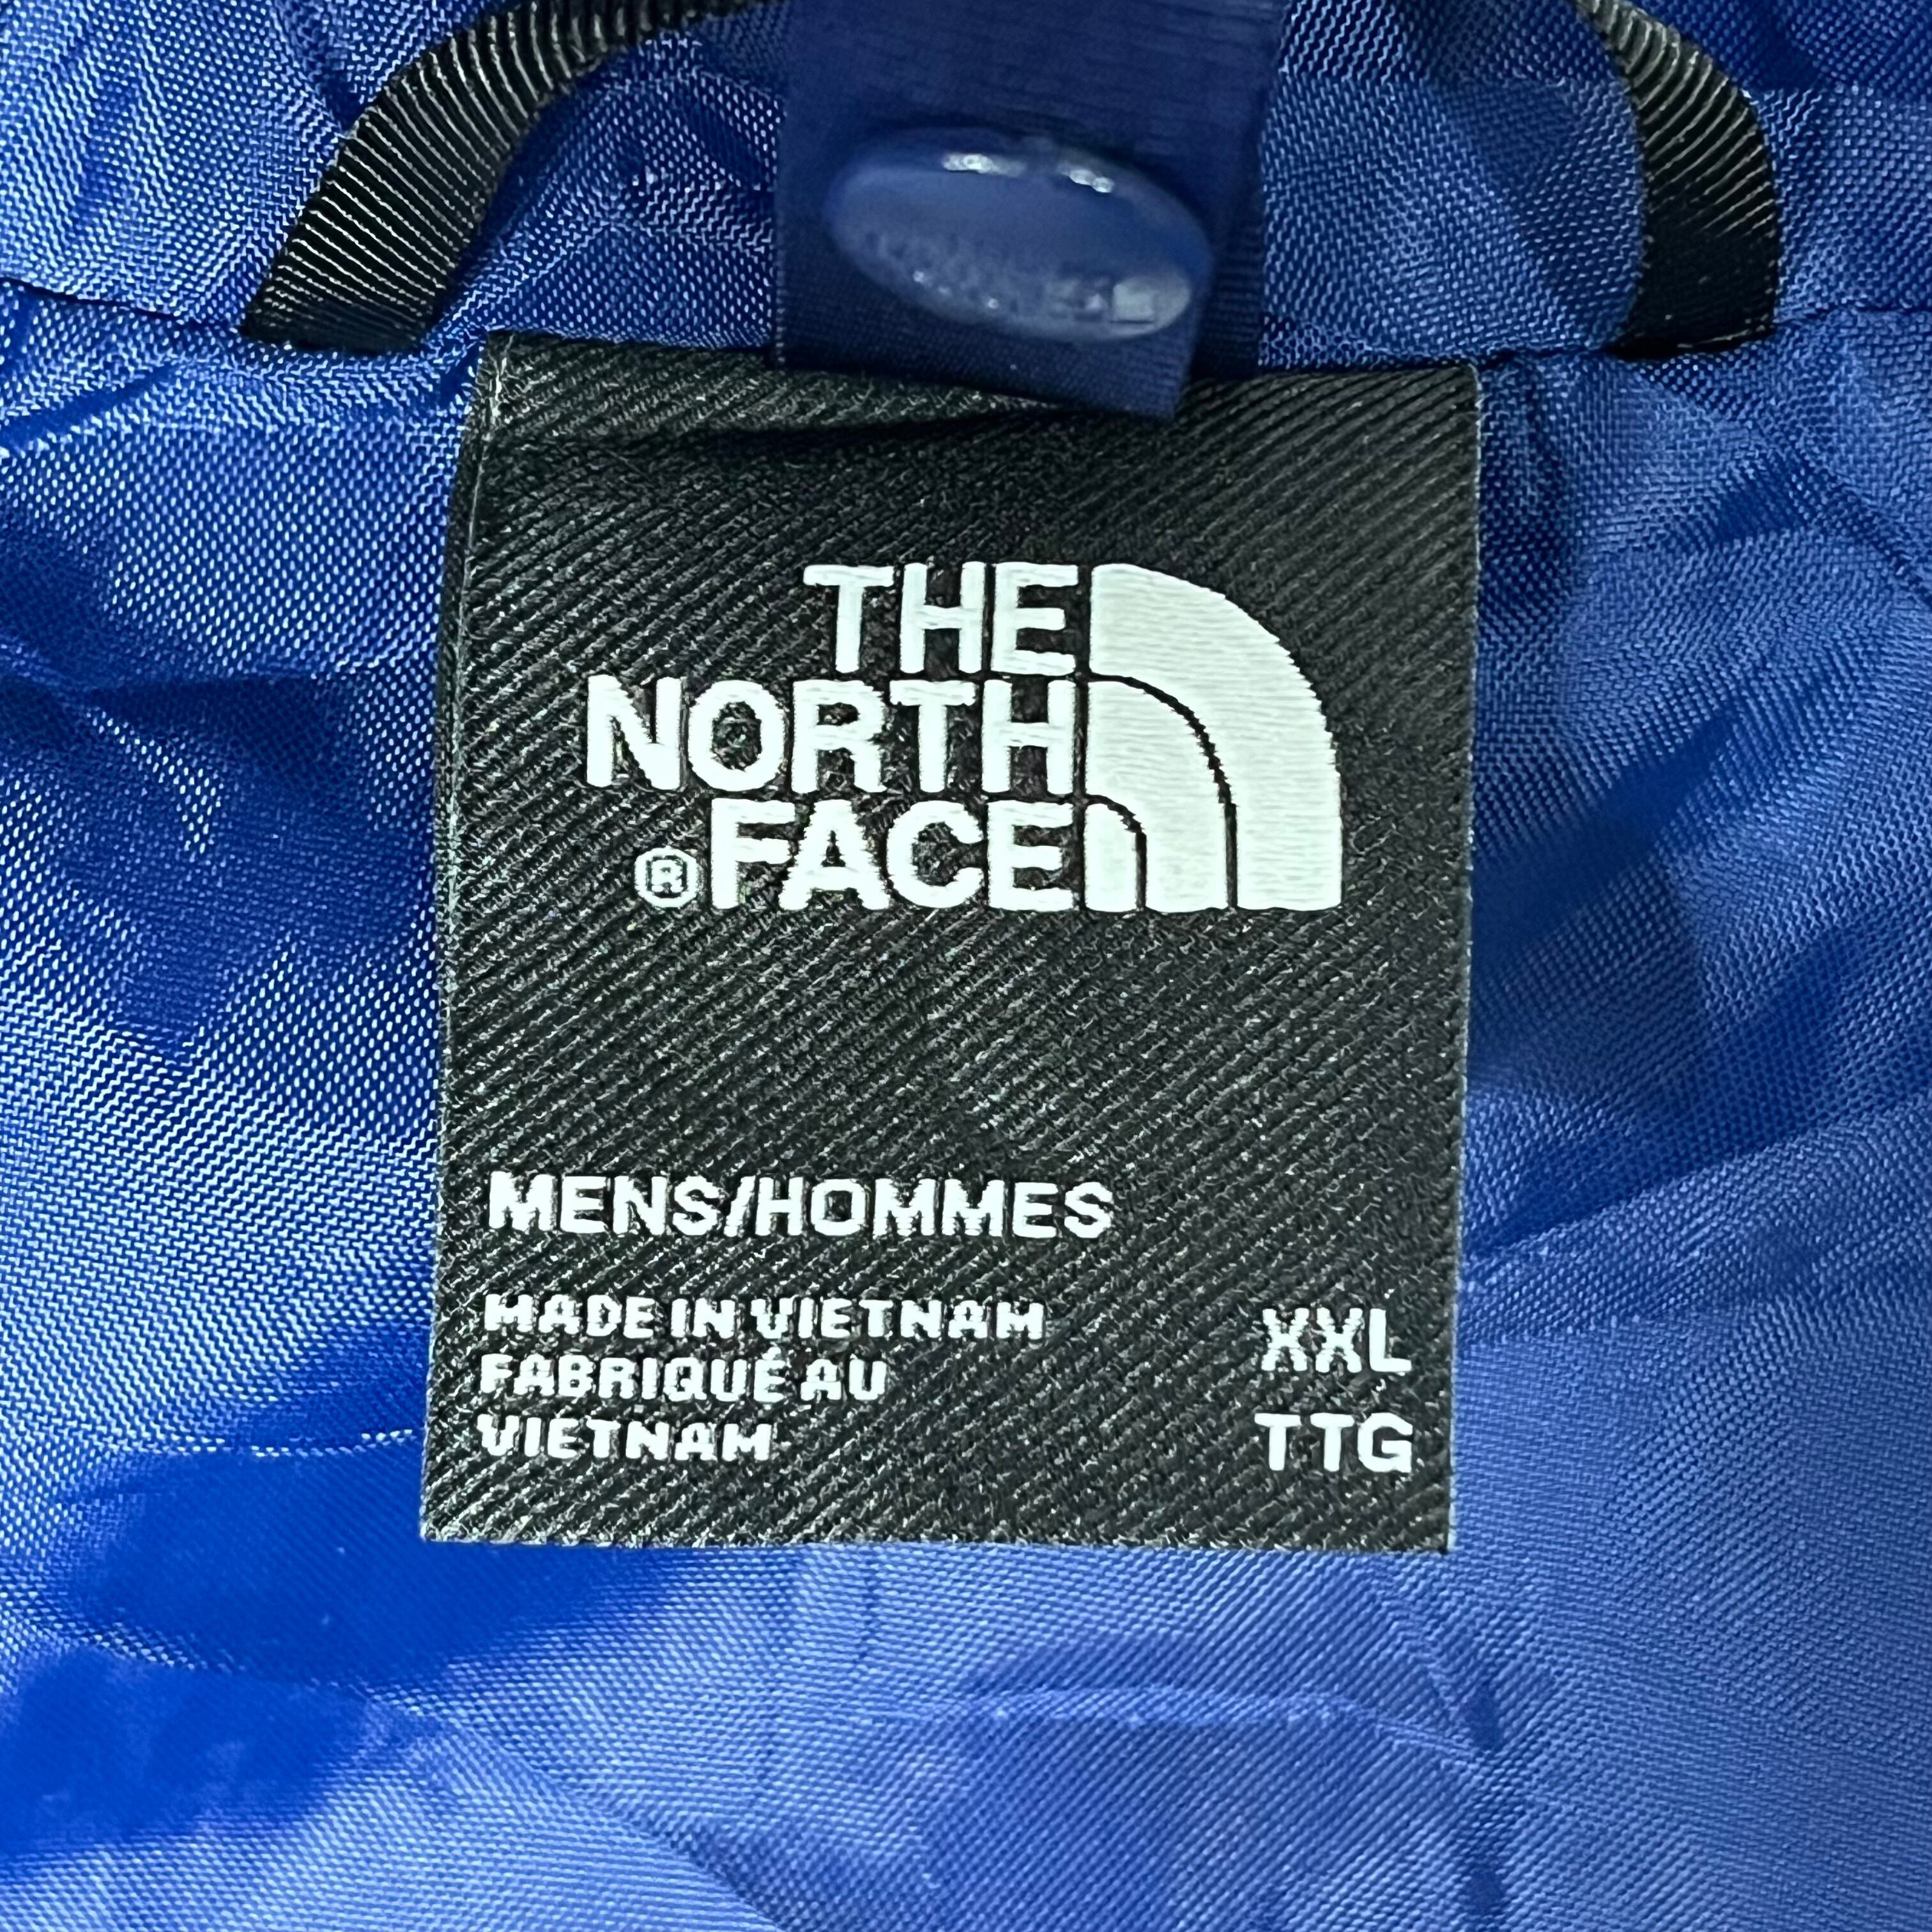 THE
NORTH
® FACE
MENS/HOMMES
MADE IN VIETNAM
FABRIQUÉ AU
VIETNAM
XXL
TTG